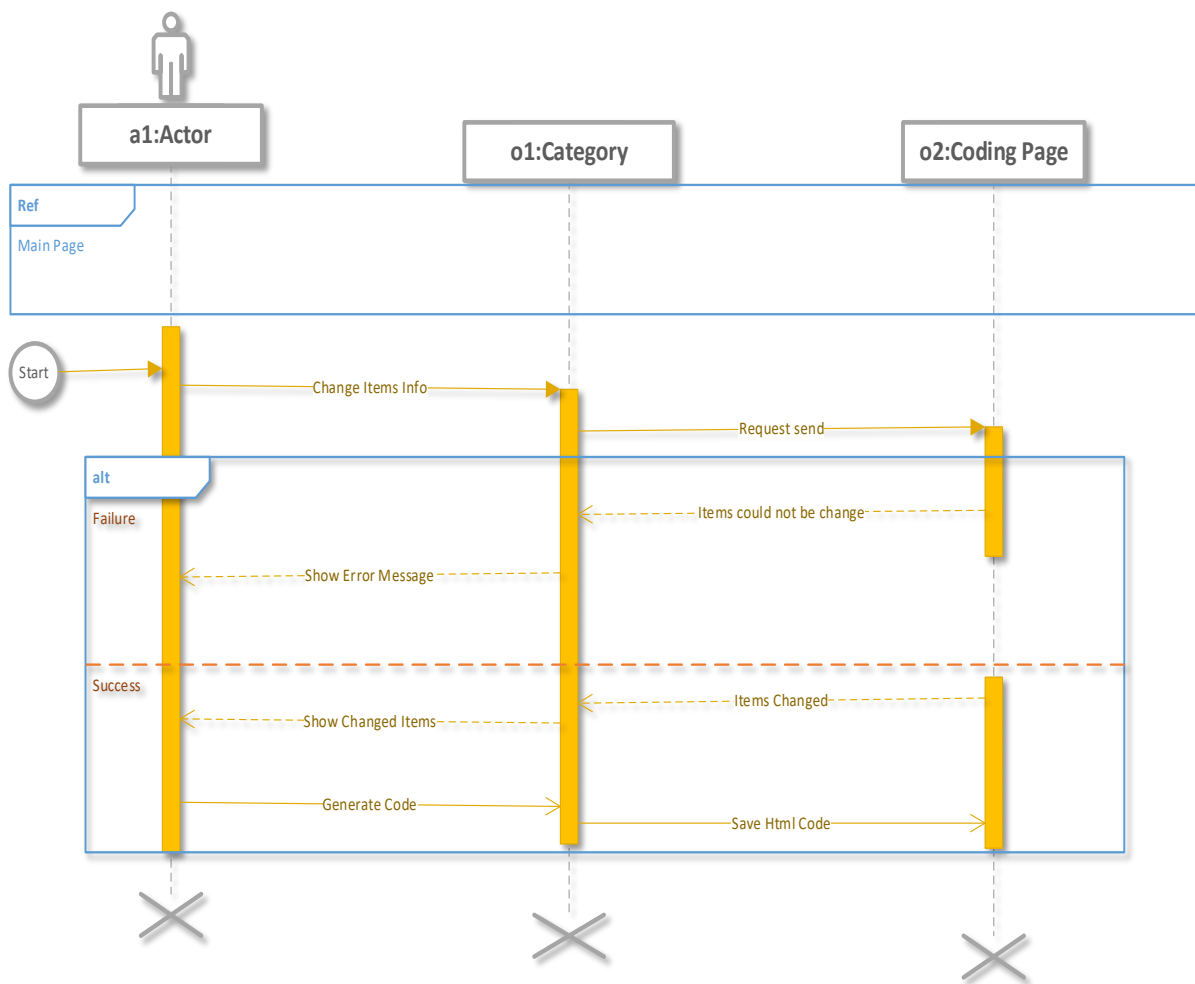 a1:Actor
o1:Category
o2:Coding Page
Ref
Main Page
Start
Change Items Info
Request send
alt
Failure
Items could not be change
Show Error Message
Success
Items Changed
Show Changed Items
Generate Code
Save Html Code